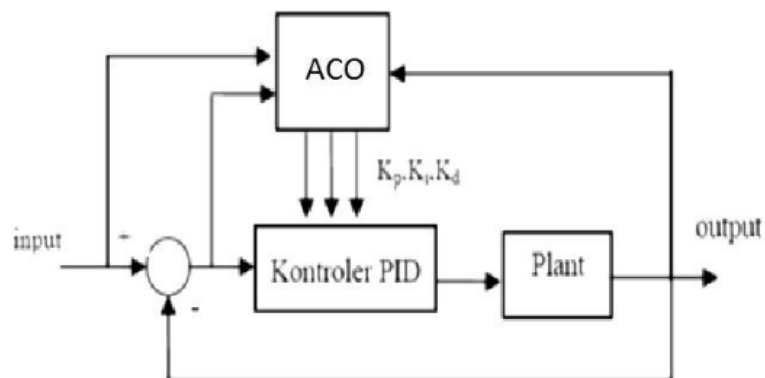 ACO
Kp.Ki.Kd
input
+
-
Kontroler PID
Plant
output